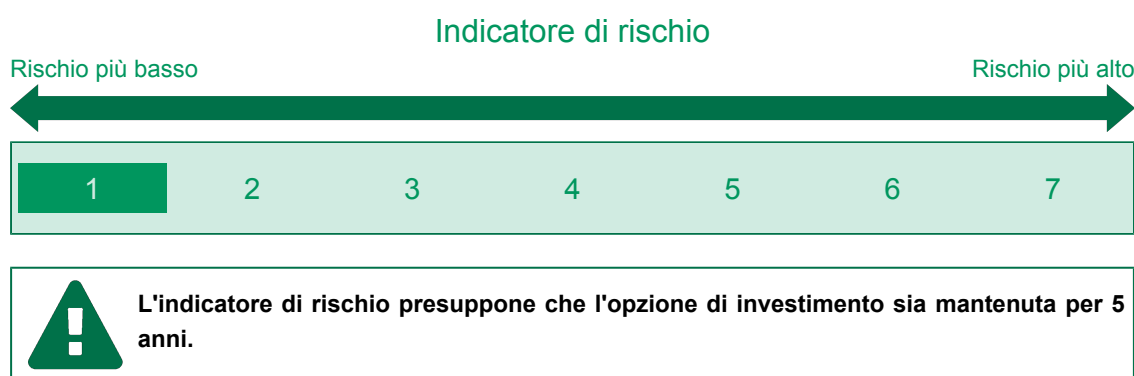 Indicatore di rischio
Rischio più basso Rischio più alto
1 2 3 4 5 6 7
L'indicatore di rischio presuppone che l'opzione di investimento sia mantenuta per 5
anni.